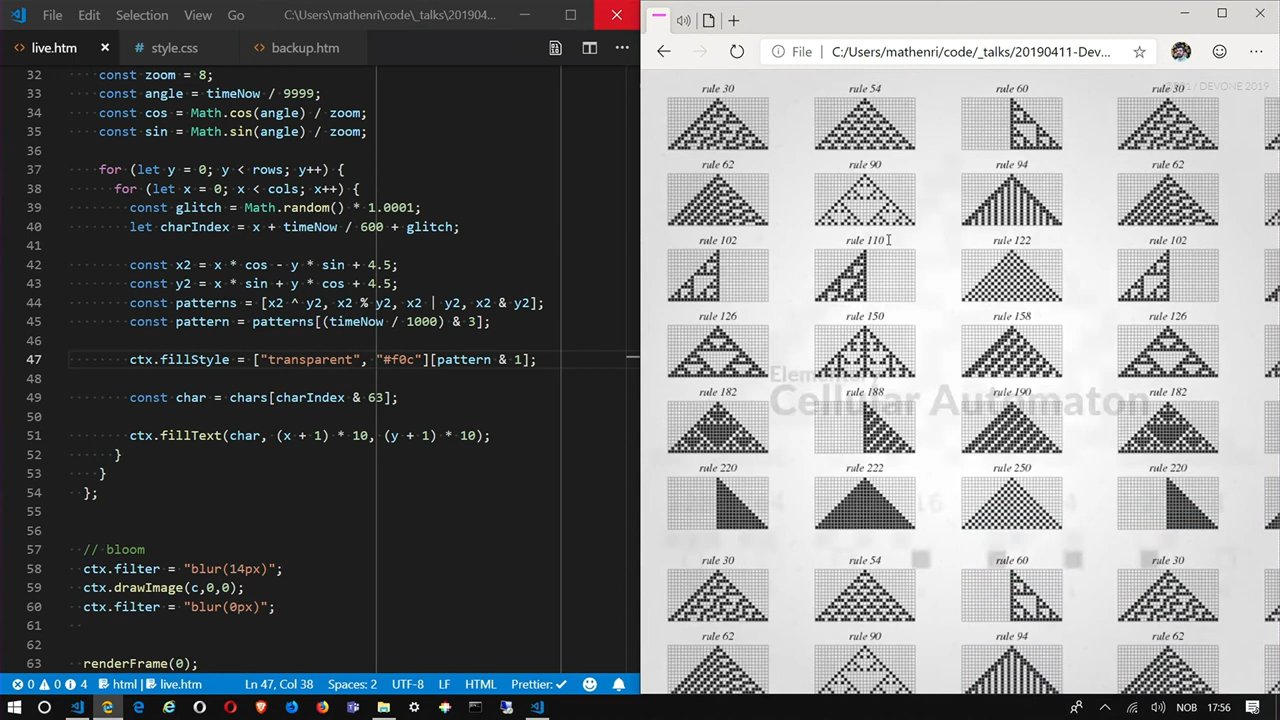 File Edit Selection View Go C:\Users\mathenri\code\_talks\201904...
live.htm style.css backup.htm
32 const zoom = 8;
33 const angle = timeNow / 9999;
34 const cos = Math.cos(angle) / zoom;
35 const sin = Math.sin(angle) / zoom;
36
37 for (let y = 0; y < rows; y++) {
38 for (let x = 0; x < cols; x++) {
39 const glitch = Math.random() * 1.0001;
40 let charIndex = x + timeNow / 600 + glitch;
41
42 const x2 = x * cos - y * sin + 4.5;
43 const y2 = x * sin + y * cos + 4.5;
44 const patterns = [x2 ^ y2, x2 % y2, x2 | y2, x2 & y2];
45 const pattern = patterns[(timeNow / 1000) & 3];
46
47 ctx.fillStyle = ["transparent", "#f0c"][pattern & 1];
48
49 const char = chars[charIndex & 63];
50
51 ctx.fillText(char, (x + 1) * 10, (y + 1) * 10);
52 }
53 }
54 };
55
56
57 // bloom
58 ctx.filter = "blur(14px)";
59 ctx.drawImage(c,0,0);
60 ctx.filter = "blur(0px)";
61
62
63 renderFrame(0);
0 0 4 html live.htm Ln 47, Col 38 Spaces: 2 UTF-8 LF HTML Prettier: ✓
File C:/Users/mathenri/code/_talks/20190411-Dev...
/ DEVONE 2019
rule 30 rule 54 rule 60 rule 30
rule 62 rule 90 rule 94 rule 62
rule 102 rule 110 rule 122 rule 102
rule 126 rule 150 rule 158 rule 126
Elementary
Cellular Automaton
rule 182 rule 188 rule 190 rule 182
rule 220 rule 222 rule 250 rule 220
rule 30 rule 54 rule 60 rule 30
rule 62 rule 90 rule 94 rule 62
NOB 17:56